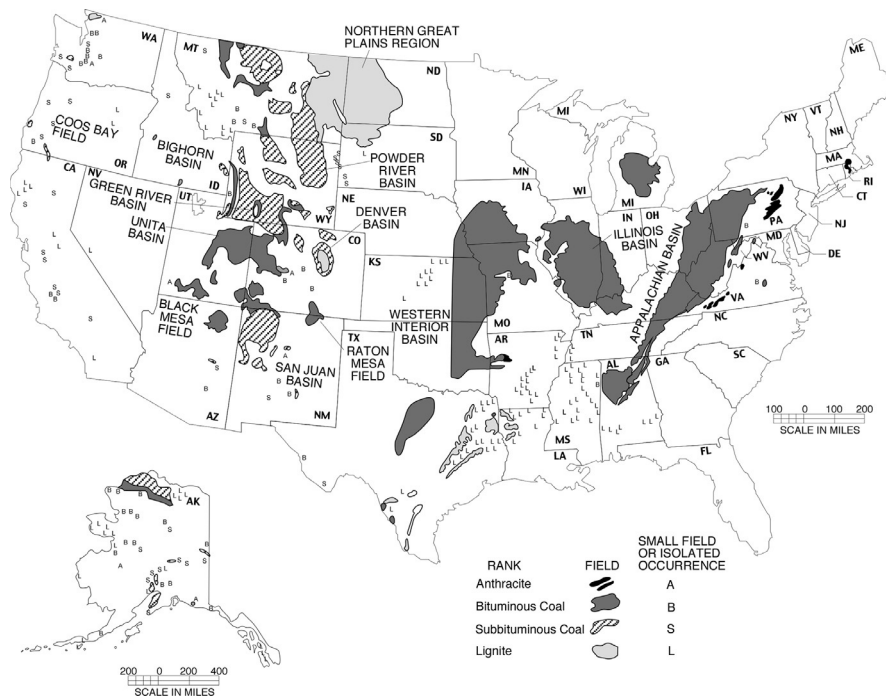 NORTHERN GREAT
PLAINS REGION
WA
MT
ND
ME
COOS BAY
FIELD
OR
BIGHORN
BASIN
ID
SD
POWDER
RIVER
BASIN
MN
IA
MI
WI
MI
NY
VT
NH
MA
RI
CT
CA
NV
GREEN RIVER
BASIN
UT
UNITA
BASIN
WY
NE
DENVER
BASIN
CO
KS
IN
OH
ILLINOIS
BASIN
PA
NJ
MD
DE
WV
VA
APPALACHIAN BASIN
BLACK
MESA
FIELD
WESTERN
INTERIOR
BASIN
MO
AR
TX
RATON
MESA
FIELD
SAN JUAN
BASIN
AZ
NM
TN
NC
SC
AL
GA
MS
LA
FL
100 0 200
SCALE IN MILES
AK
200 0 200 400
SCALE IN MILES
SMALL FIELD
OR ISOLATED
OCCURRENCE
RANK FIELD
Anthracite A
Bituminous Coal B
Subbituminous Coal S
Lignite L